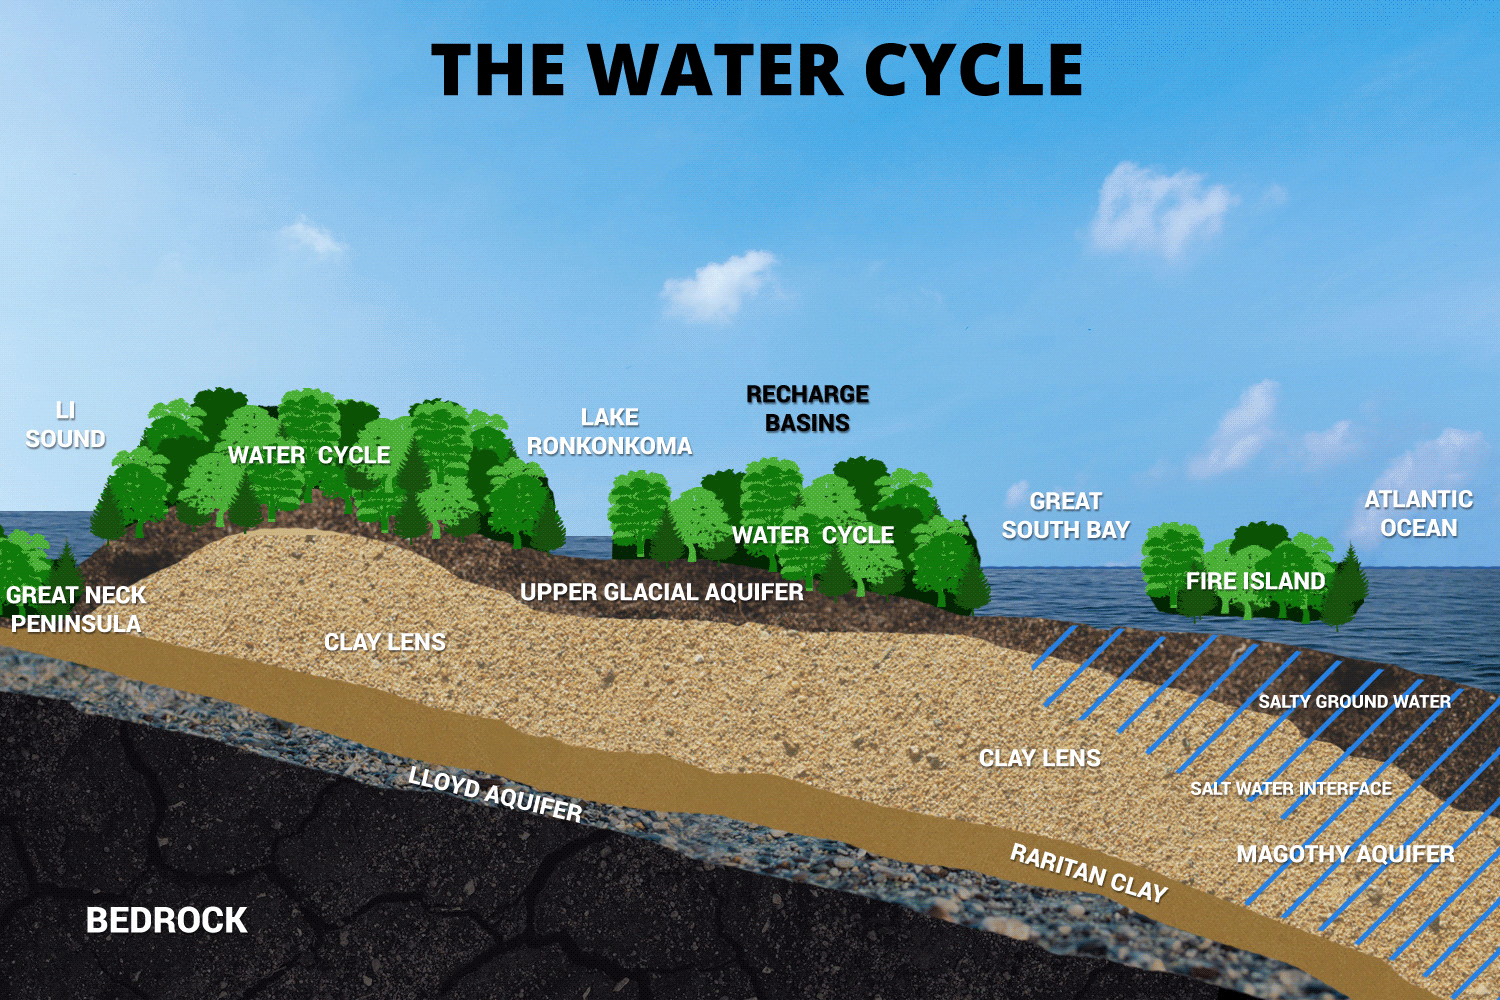 THE WATER CYCLE
LI
SOUND
WATER CYCLE
LAKE
RONKONKOMA
RECHARGE
BASINS
WATER CYCLE
GREAT
SOUTH BAY
ATLANTIC
OCEAN
FIRE ISLAND
GREAT NECK
PENINSULA
UPPER GLACIAL AQUIFER
CLAY LENS
SALTY GROUND WATER
CLAY LENS
SALT WATER INTERFACE
LLOYD AQUIFER
MAGOTHY AQUIFER
RARITAN CLAY
BEDROCK